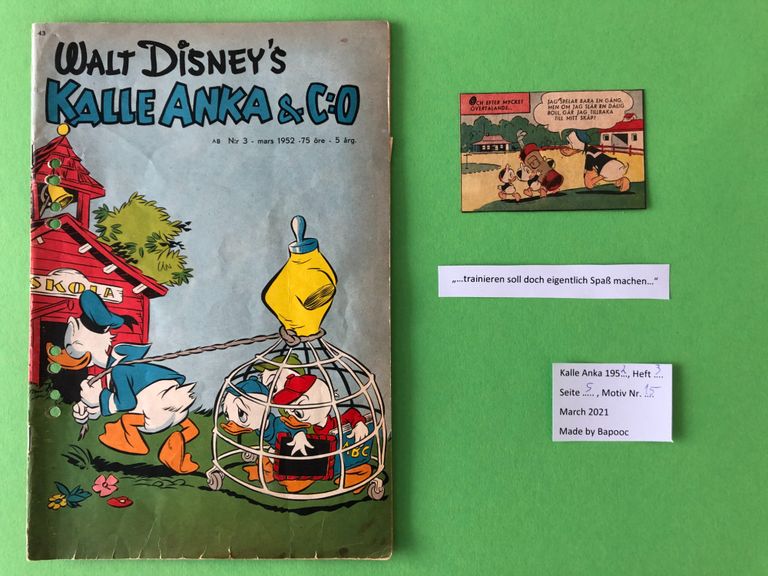 43
WALT DISNEY'S
KALLE ANKA & C:O
AB N:r 3 - mars 1952 - 75 öre - 5 årg.
SKOLA
ABC
OCH EFTER MYCKET
ÖVERTALANDE...
JAG SPELAR BARA EN GÅNG,
MEN OM JAG SLÅR EN DÅLIG
BOLL, GÅR JAG TILLBAKA
TILL MITT SKÅP!
„...trainieren soll doch eigentlich Spaß machen...“
Kalle Anka 1952, Heft 3
Seite 5, Motiv Nr. 15
March 2021
Made by Bapooc